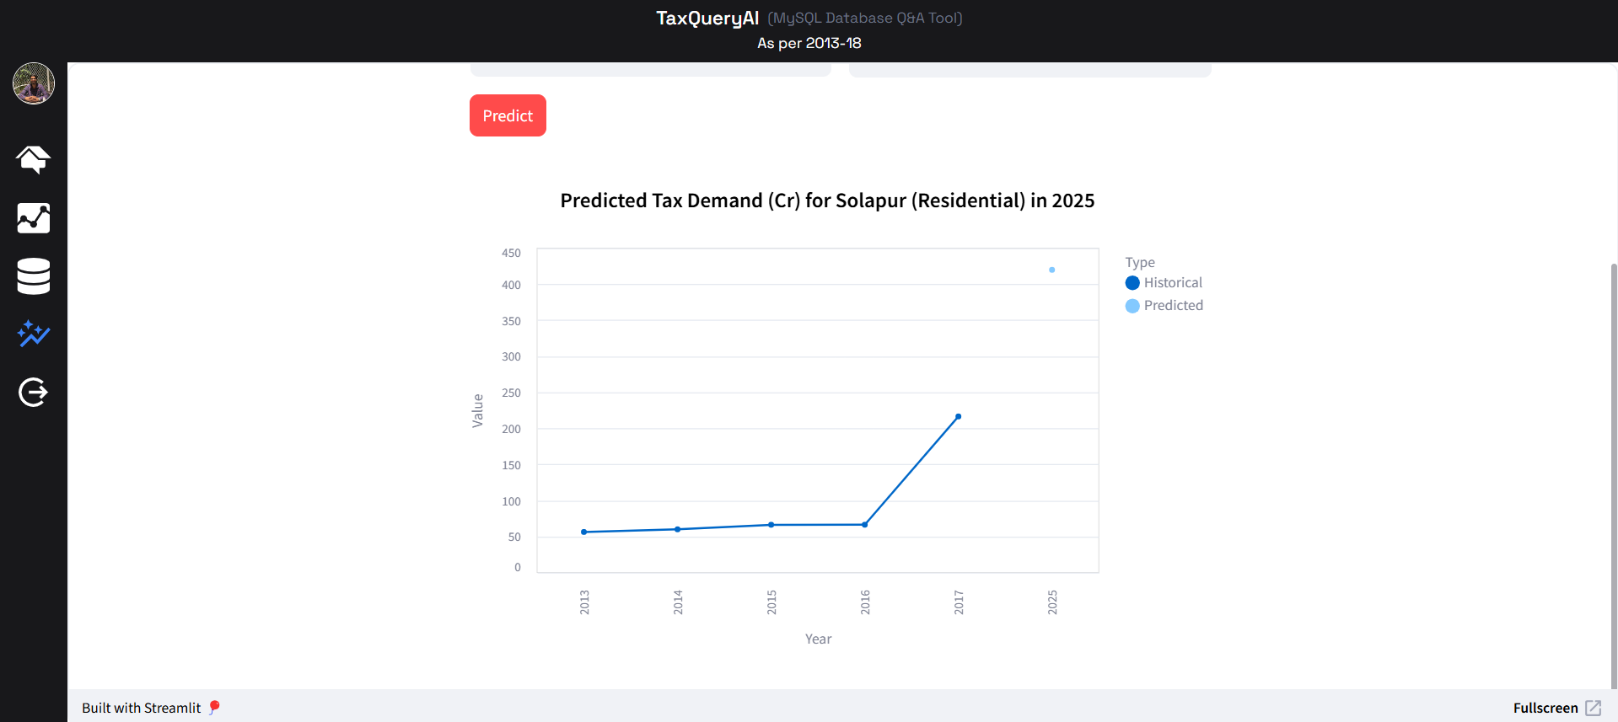 TaxQueryAI (MySQL Database Q&A Tool)
As per 2013-18
Predict
Predicted Tax Demand (Cr) for Solapur (Residential) in 2025
Type
Historical
Predicted
Value
450
400
350
300
250
200
150
100
50
0
2013
2014
2015
2016
2017
2025
Year
Built with Streamlit 🎈
Fullscreen